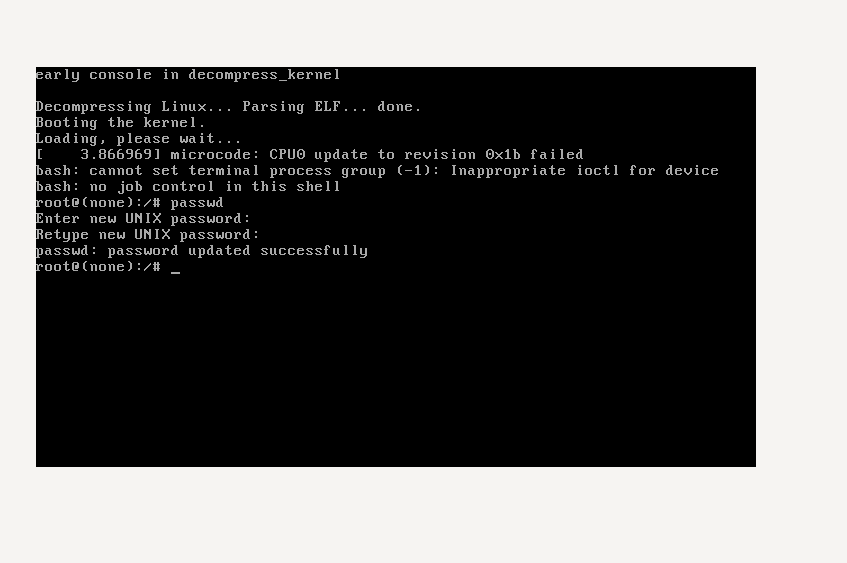 early console in decompress_kernel
Decompressing Linux... Parsing ELF... done.
Booting the kernel.
Loading, please wait...
[    3.866969] microcode: CPU0 update to revision 0x1b failed
bash: cannot set terminal process group (-1): Inappropriate ioctl for device
bash: no job control in this shell
root@(none):/# passwd
Enter new UNIX password:
Retype new UNIX password:
passwd: password updated successfully
root@(none):/# _